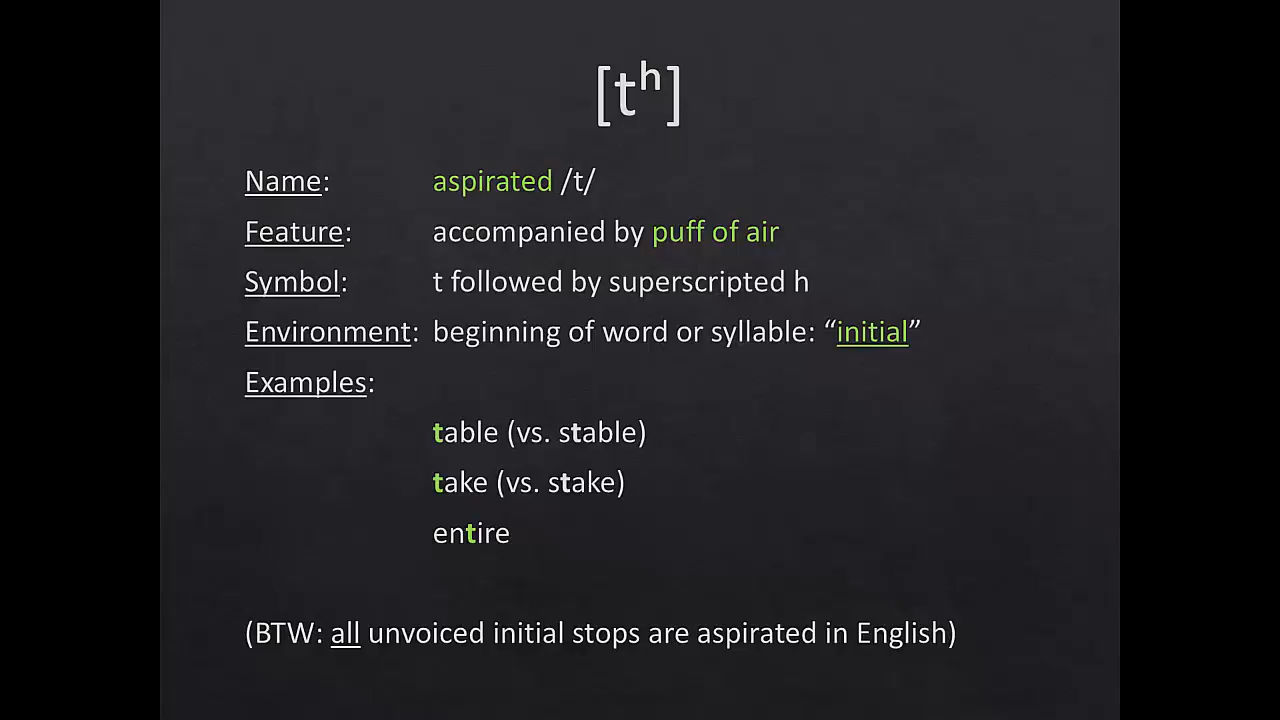 [tʰ]
Name: aspirated /t/
Feature: accompanied by puff of air
Symbol: t followed by superscripted h
Environment: beginning of word or syllable: “initial”
Examples:
table (vs. stable)
take (vs. stake)
entire
(BTW: all unvoiced initial stops are aspirated in English)